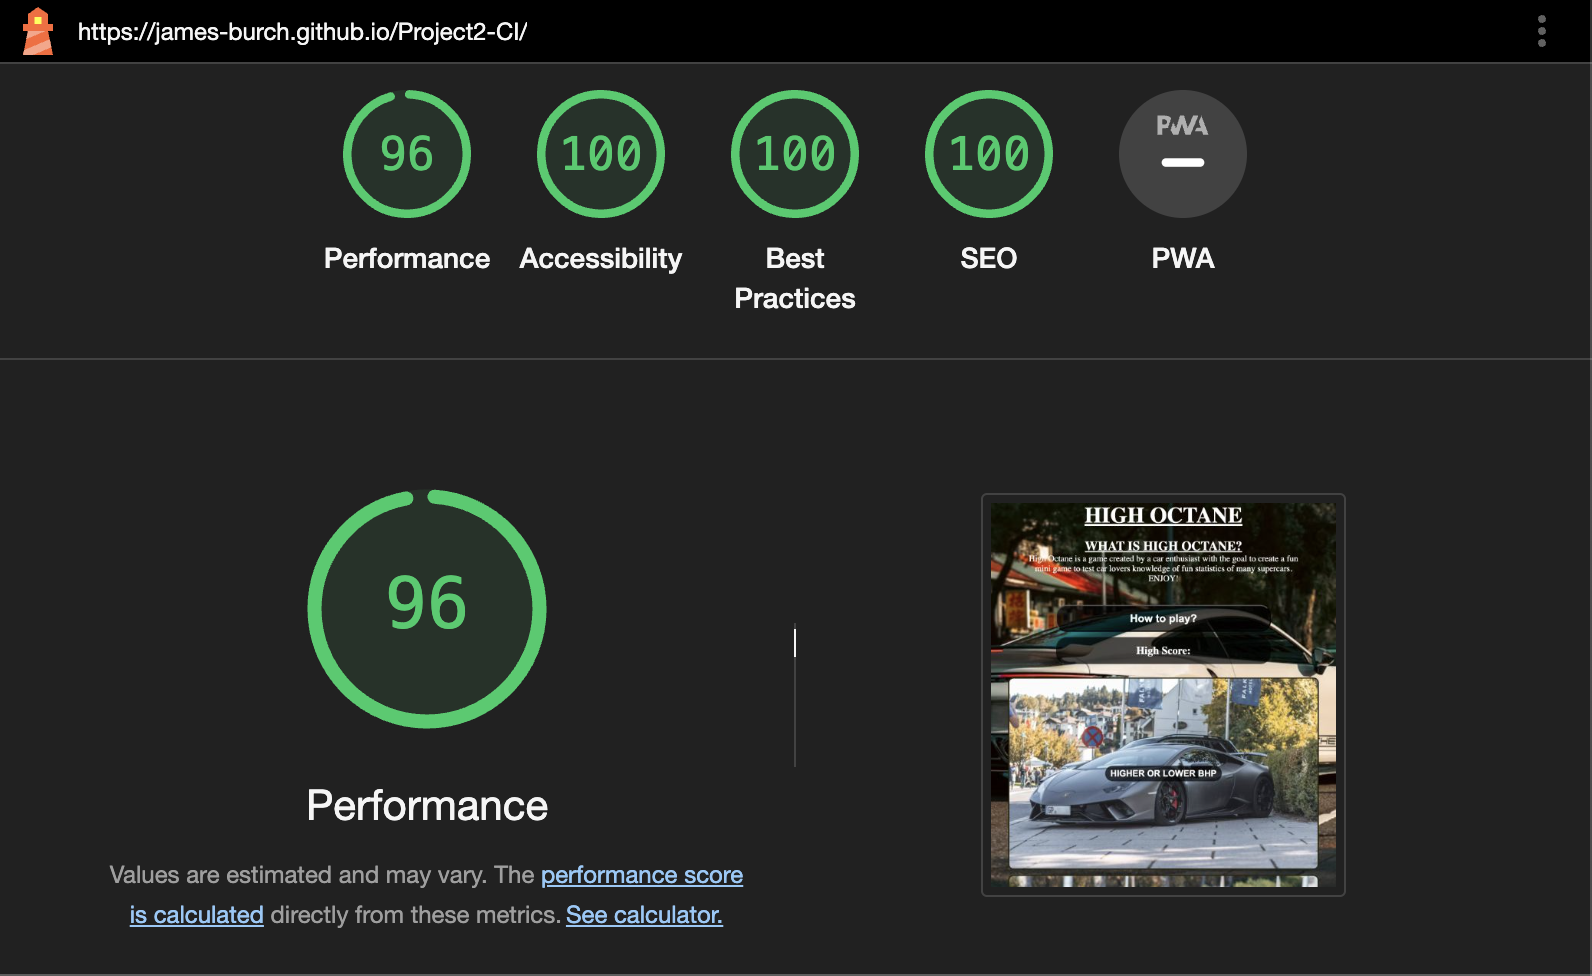 https://james-burch.github.io/Project2-CI/
96
100
100
100
PWA
Performance
Accessibility
Best
Practices
SEO
PWA
96
Performance
Values are estimated and may vary. The performance score
is calculated directly from these metrics. See calculator.
HIGH OCTANE
WHAT IS HIGH OCTANE?
High Octane is a game created by a car enthusiast with the goal to create a fun
mini game to test car lovers knowledge of fun statistics of many supercars.
ENJOY!
How to play?
High Score:
HIGHER OR LOWER BHP